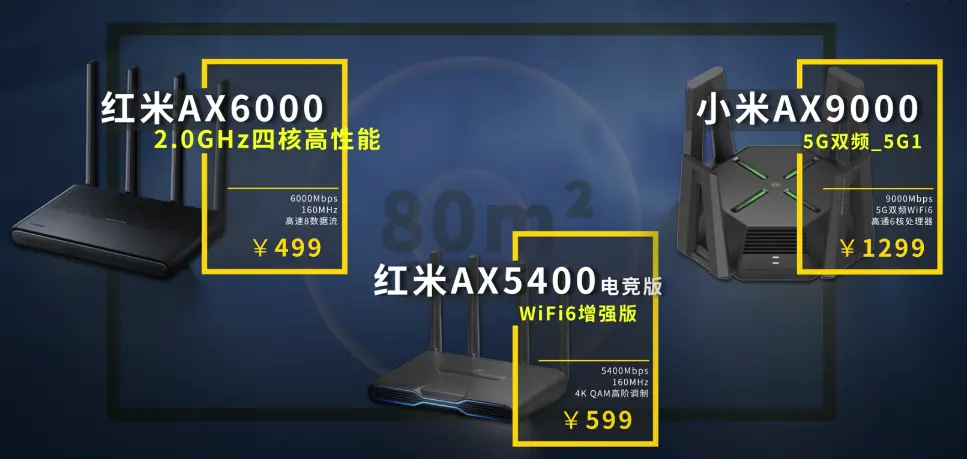 红米AX6000
2.0GHz四核高性能
6000Mbps
160MHz
高速8数据流
￥499
80m²
小米AX9000
5G双频_5G1
9000Mbps
5G双频WiFi6
高通6核处理器
￥1299
红米AX5400电竞版
WiFi6增强版
5400Mbps
160MHz
4K QAM高阶调制
￥599